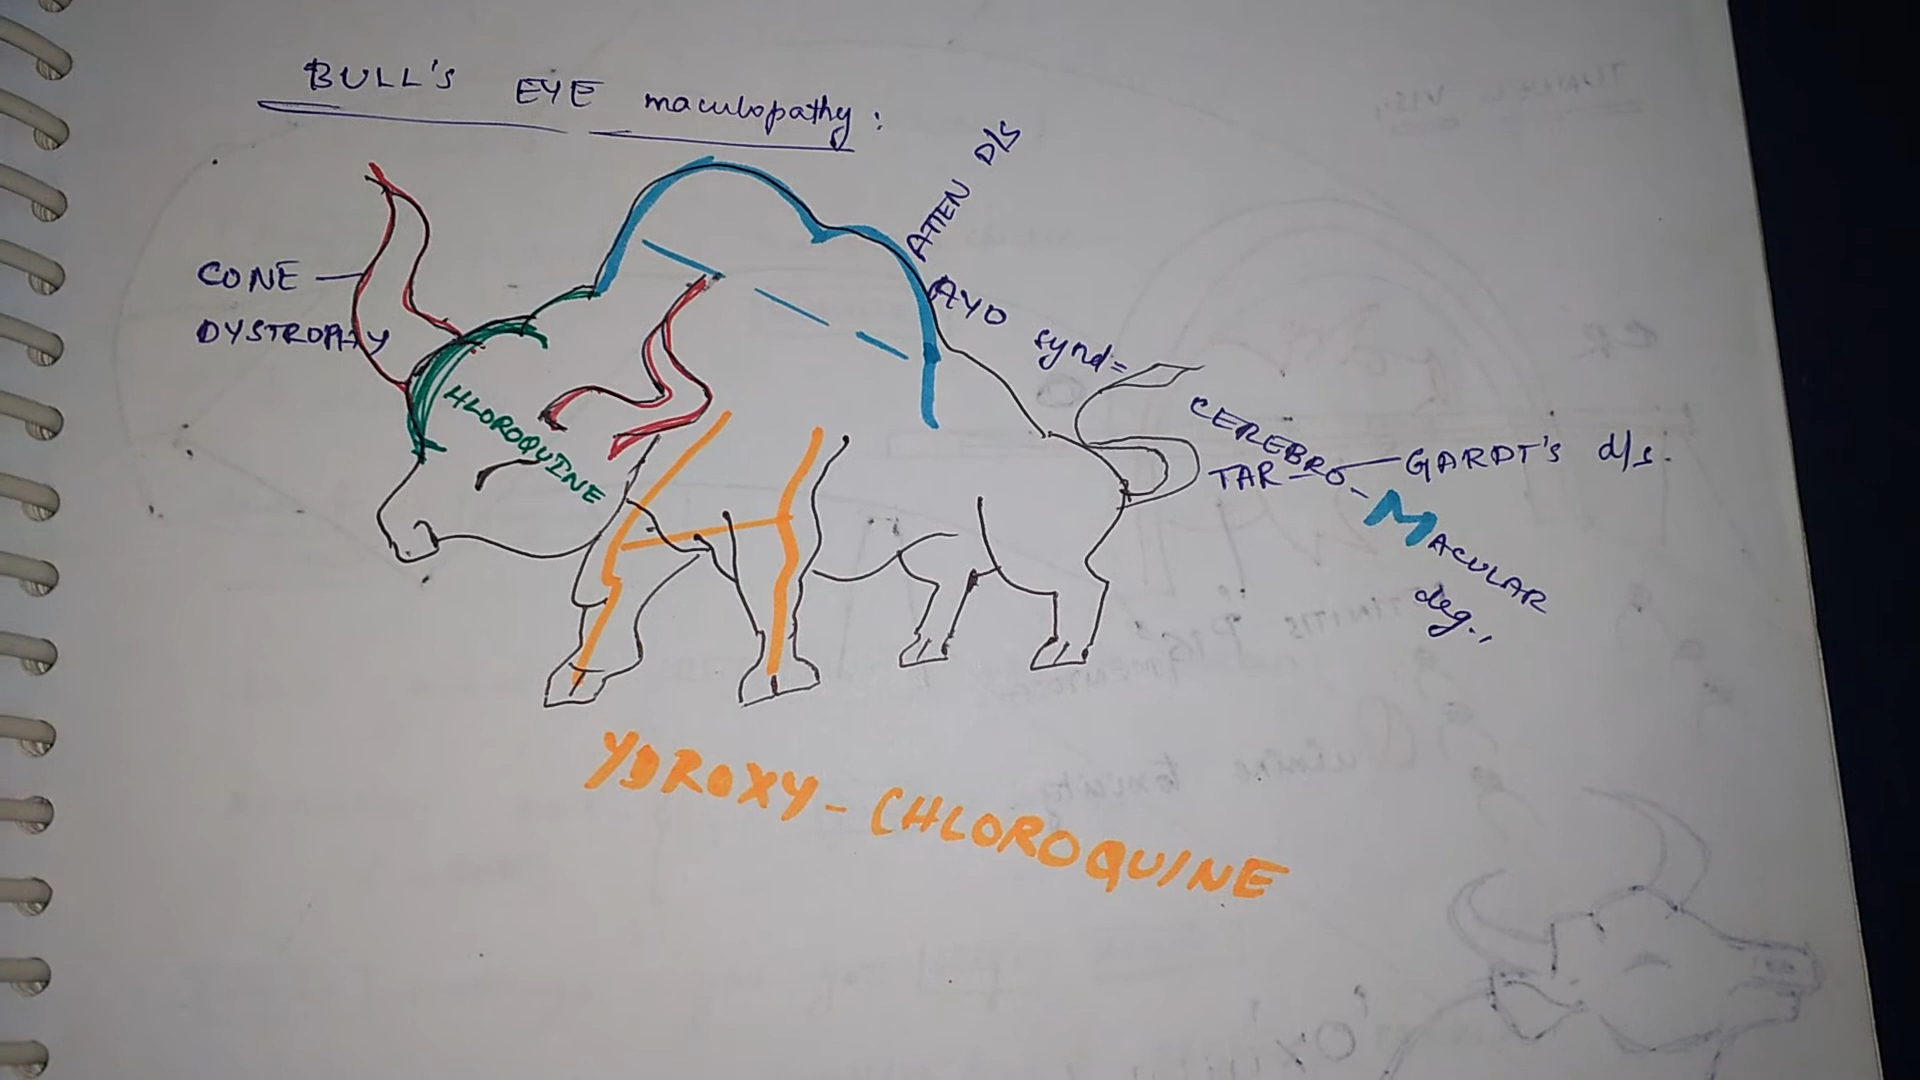 BULL'S EYE maculopathy:
CONE
DYSTROPHY
HLOROQUINE
ATTEN D/S
AYO synd=
CEREBRO
TAR
GARDT'S d/s.
MACULAR
deg.,
YDROXY-CHLOROQUINE